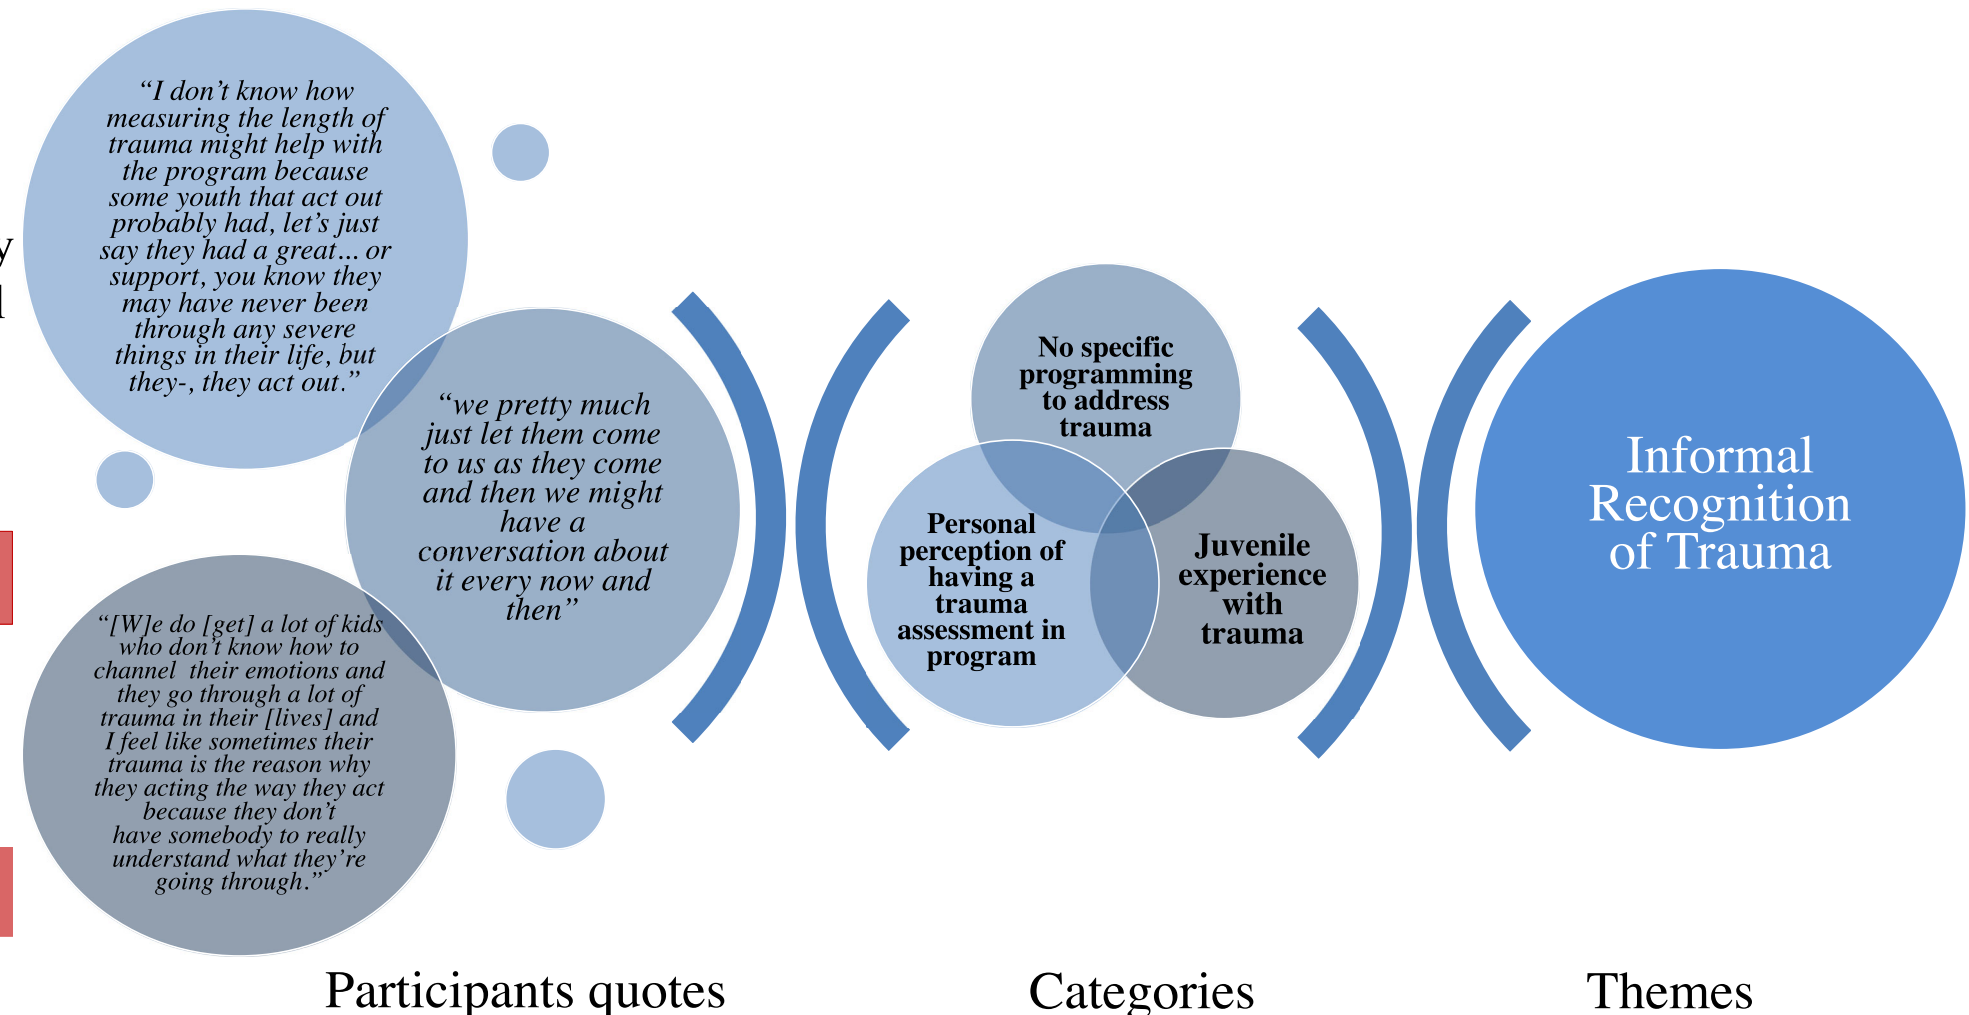 “I don’t know how
measuring the length of
trauma might help with
the program because
some youth that act out
probably had, let’s just
say they had a great... or
support, you know they
may have never been
through any severe
things in their life, but
they-, they act out.”
“we pretty much
just let them come
to us as they come
and then we might
have a
conversation about
it every now and
then”
“[W]e do [get] a lot of kids
who don’t know how to
channel  their emotions and
they go through a lot of
trauma in their [lives] and
I feel like sometimes their
trauma is the reason why
they acting the way they act
because they don’t
have somebody to really
understand what they’re
going through.”
Participants quotes
No specific
programming
to address
trauma
Personal
perception of
having a
trauma
assessment in
program
Juvenile
experience
with
trauma
Categories
Informal
Recognition
of Trauma
Themes